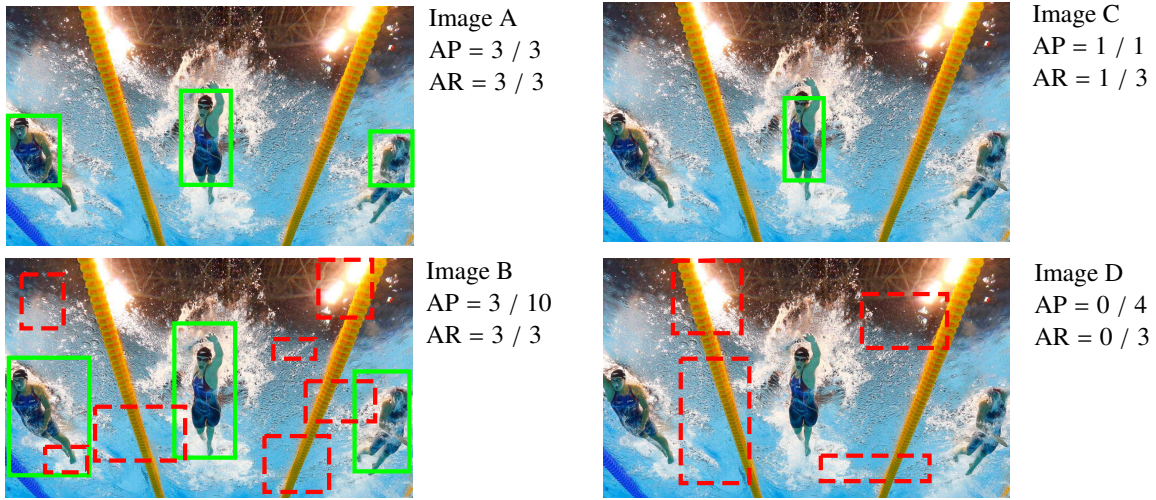 Image A
AP = 3 / 3
AR = 3 / 3
Image C
AP = 1 / 1
AR = 1 / 3
Image B
AP = 3 / 10
AR = 3 / 3
Image D
AP = 0 / 4
AR = 0 / 3